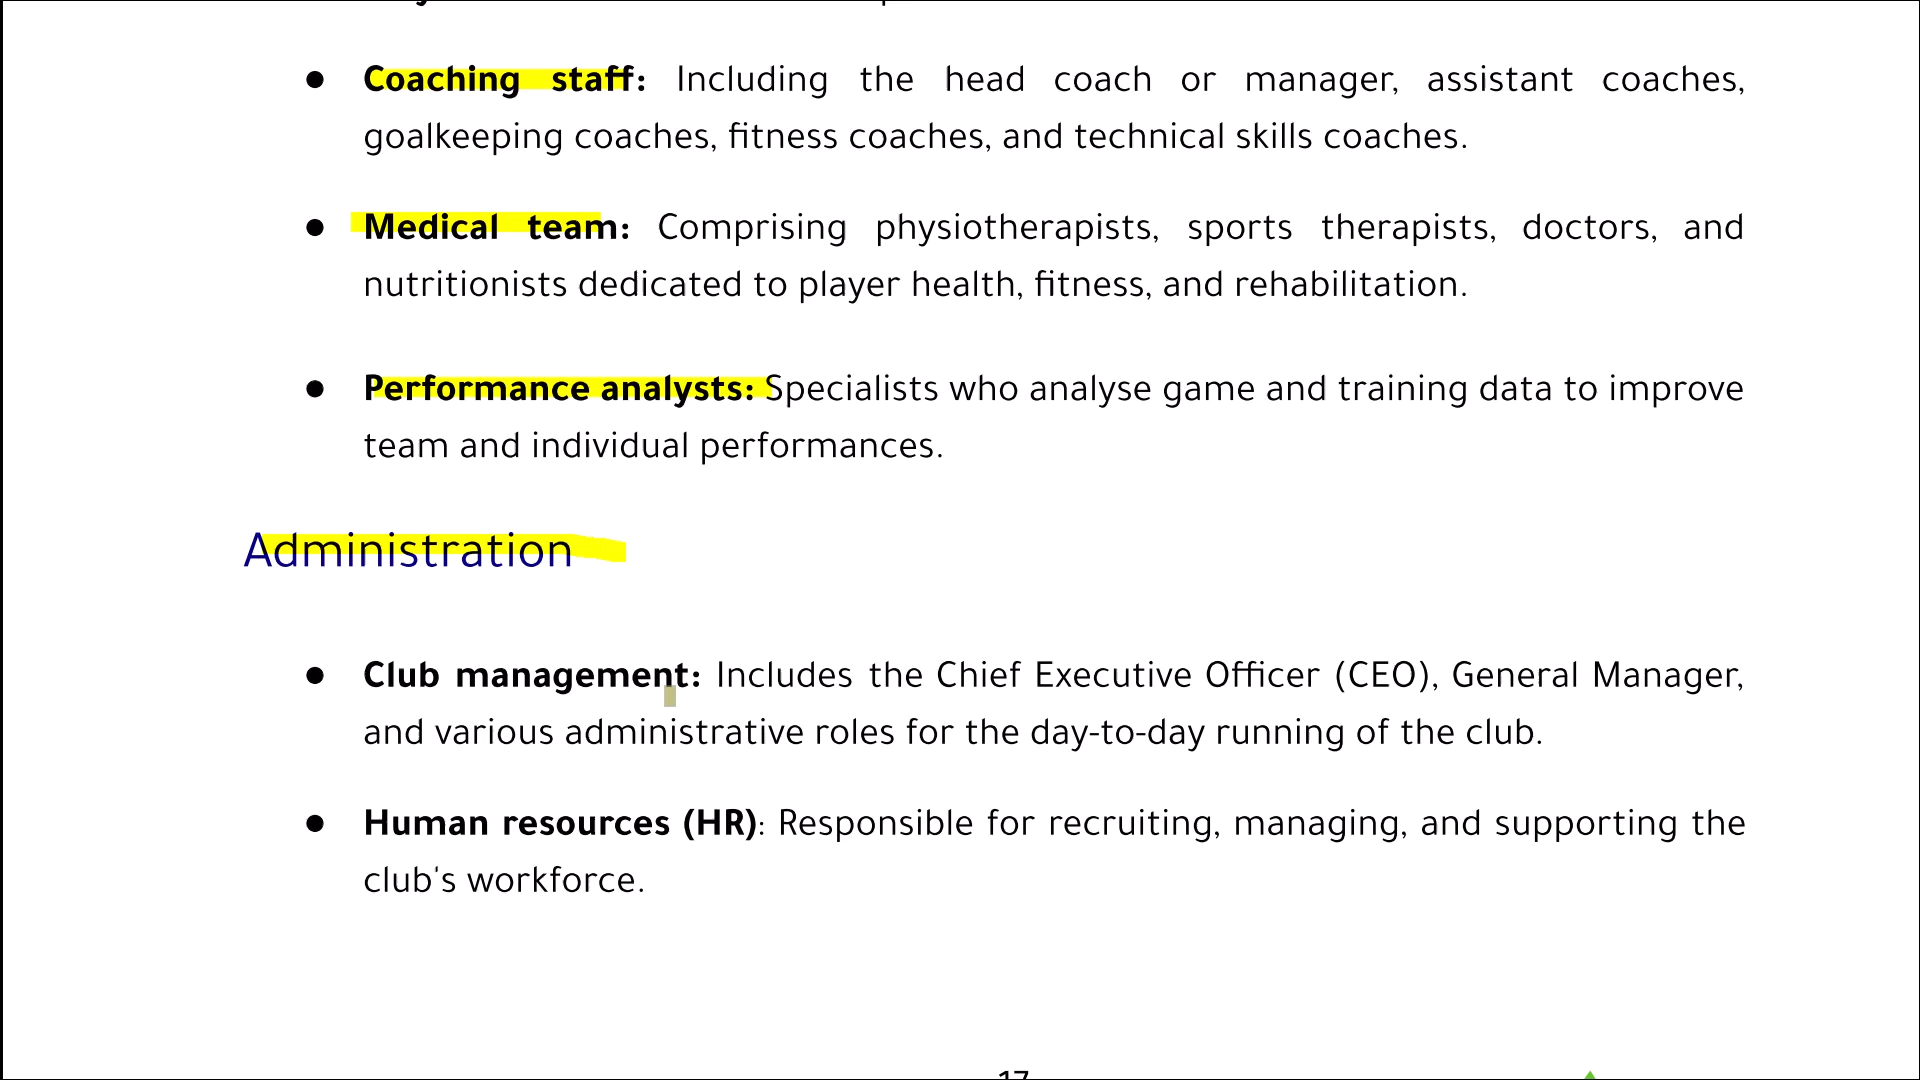 ● Coaching staff: Including the head coach or manager, assistant coaches,
goalkeeping coaches, fitness coaches, and technical skills coaches.
● Medical team: Comprising physiotherapists, sports therapists, doctors, and
nutritionists dedicated to player health, fitness, and rehabilitation.
● Performance analysts: Specialists who analyse game and training data to improve
team and individual performances.
Administration
● Club management: Includes the Chief Executive Officer (CEO), General Manager,
and various administrative roles for the day-to-day running of the club.
● Human resources (HR): Responsible for recruiting, managing, and supporting the
club's workforce.
17